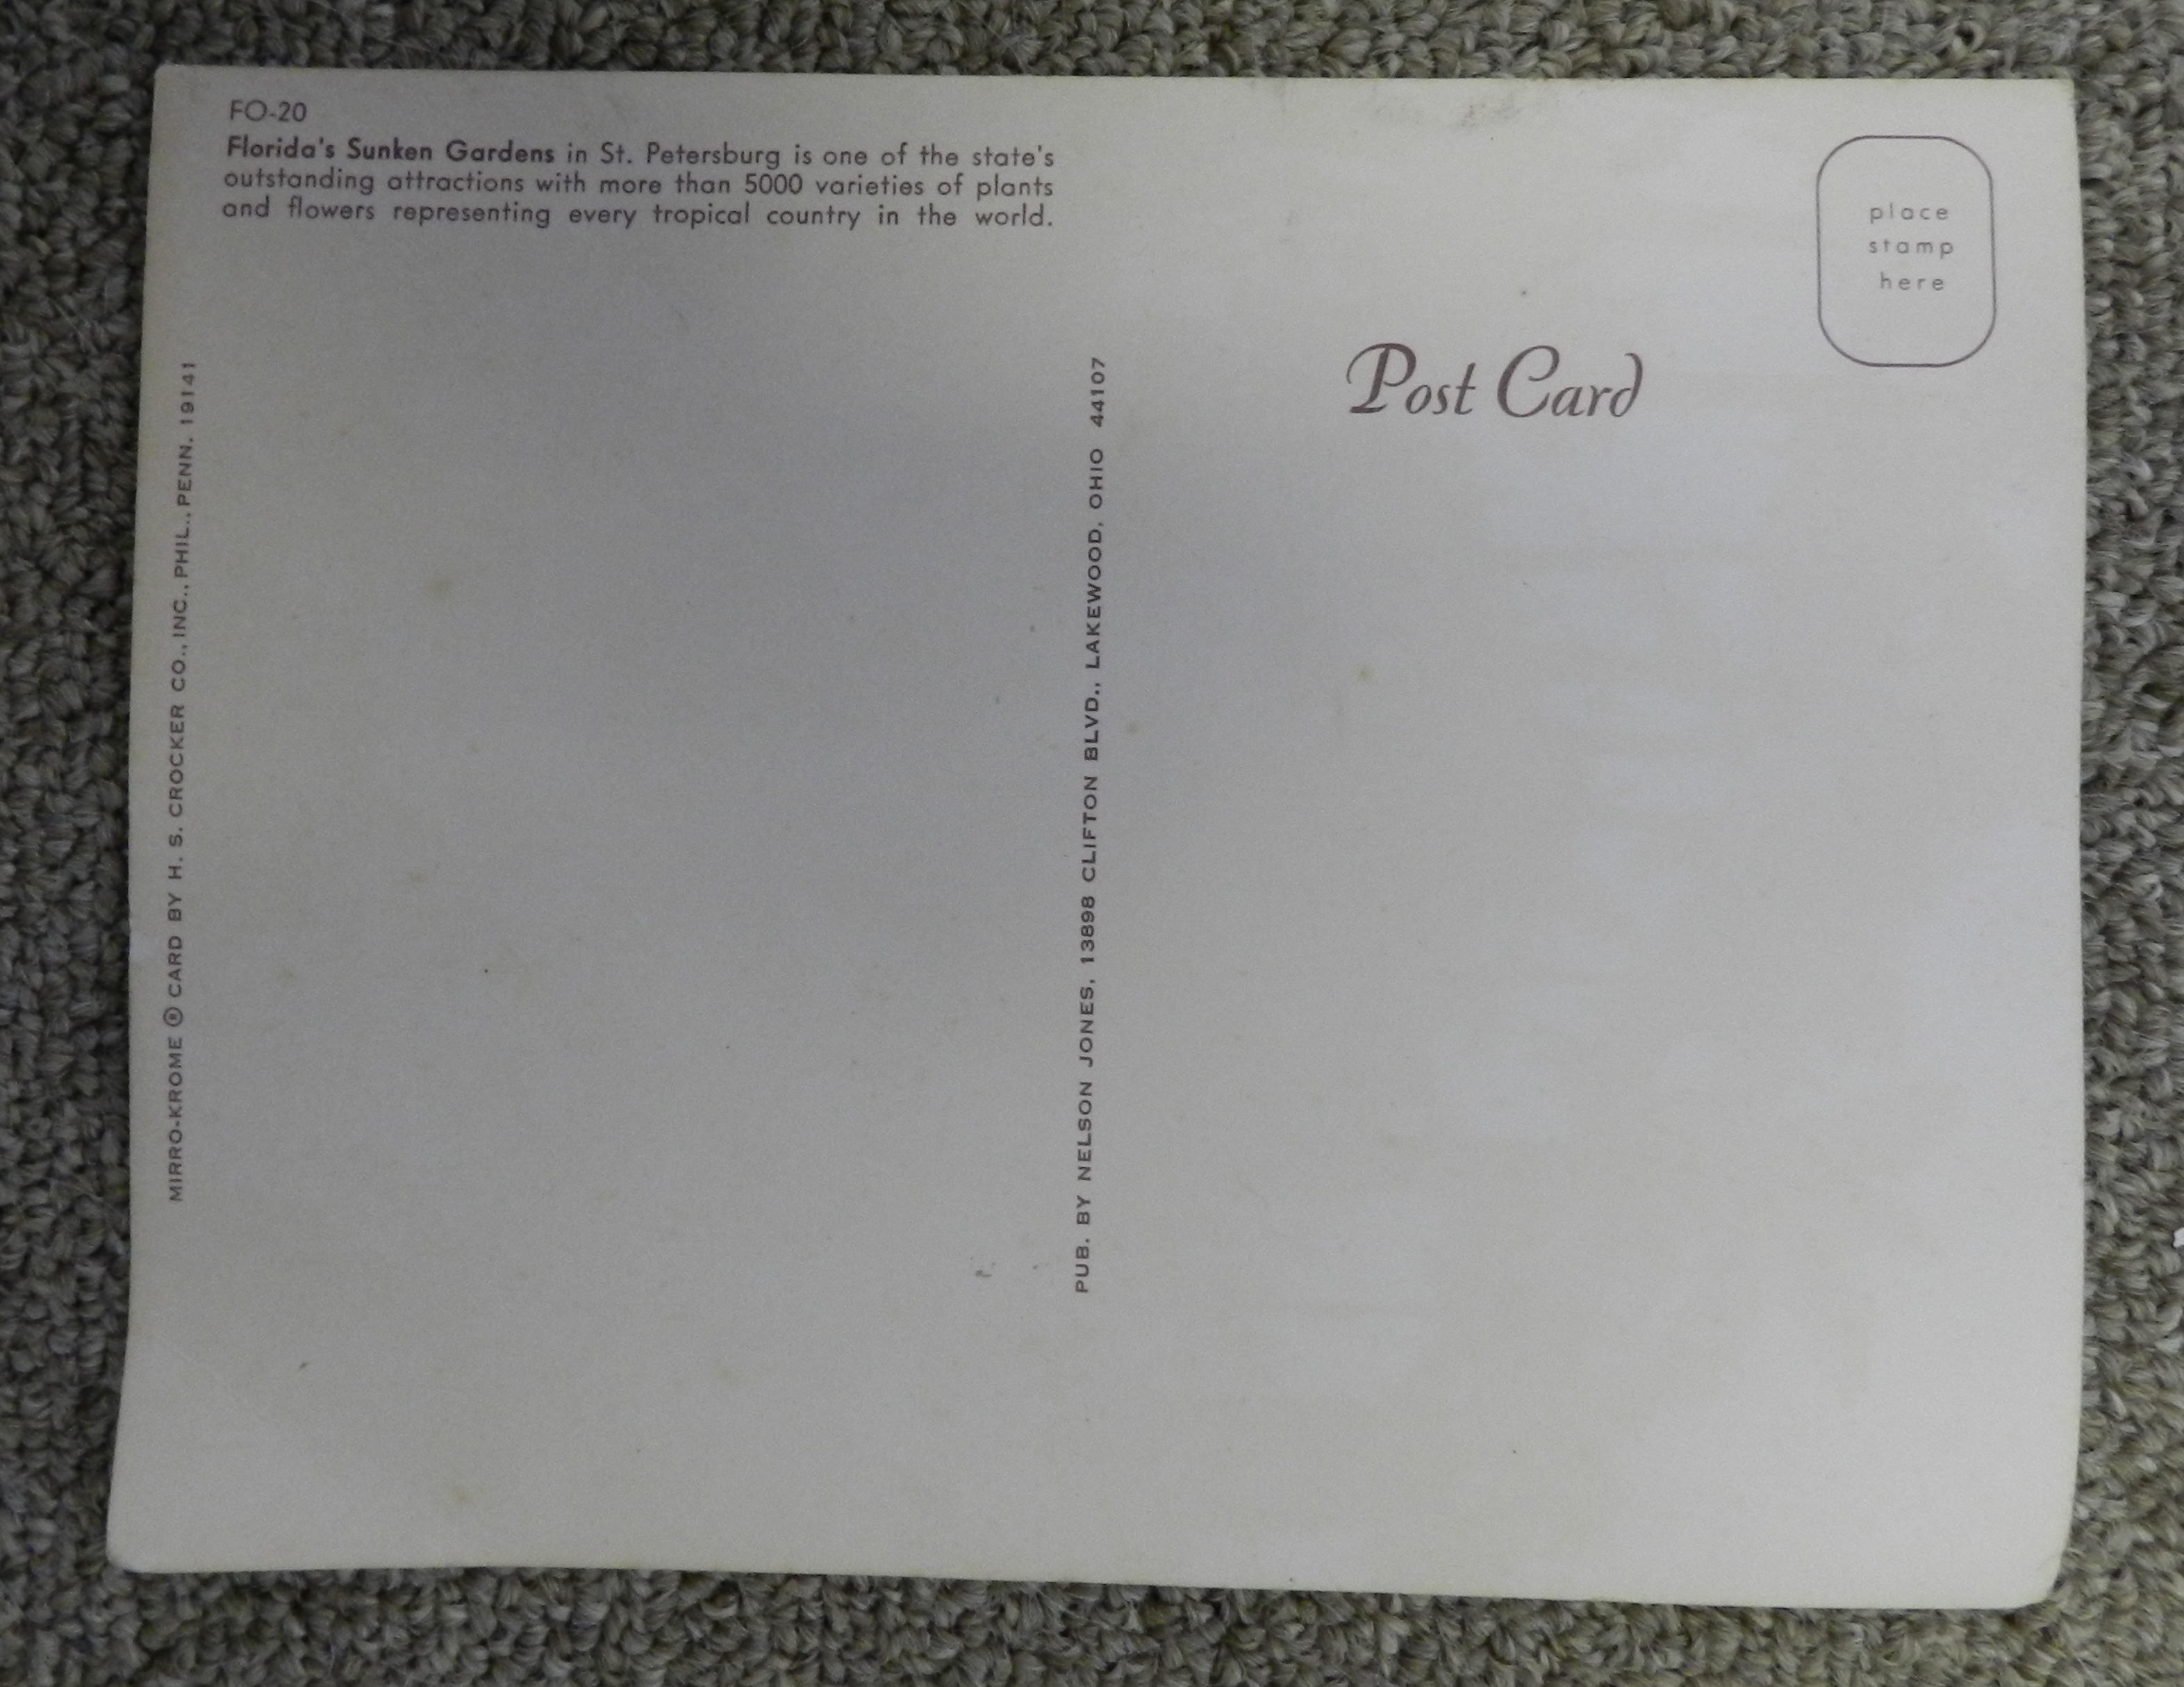 FO-20
Florida's Sunken Gardens in St. Petersburg is one of the state's
outstanding attractions with more than 5000 varieties of plants
and flowers representing every tropical country in the world.
MIRRO-KROME ® CARD BY H. S. CROCKER CO., INC., PHIL., PENN. 19141
PUB. BY NELSON JONES, 13898 CLIFTON BLVD., LAKEWOOD, OHIO 44107
Post Card
place
stamp
here